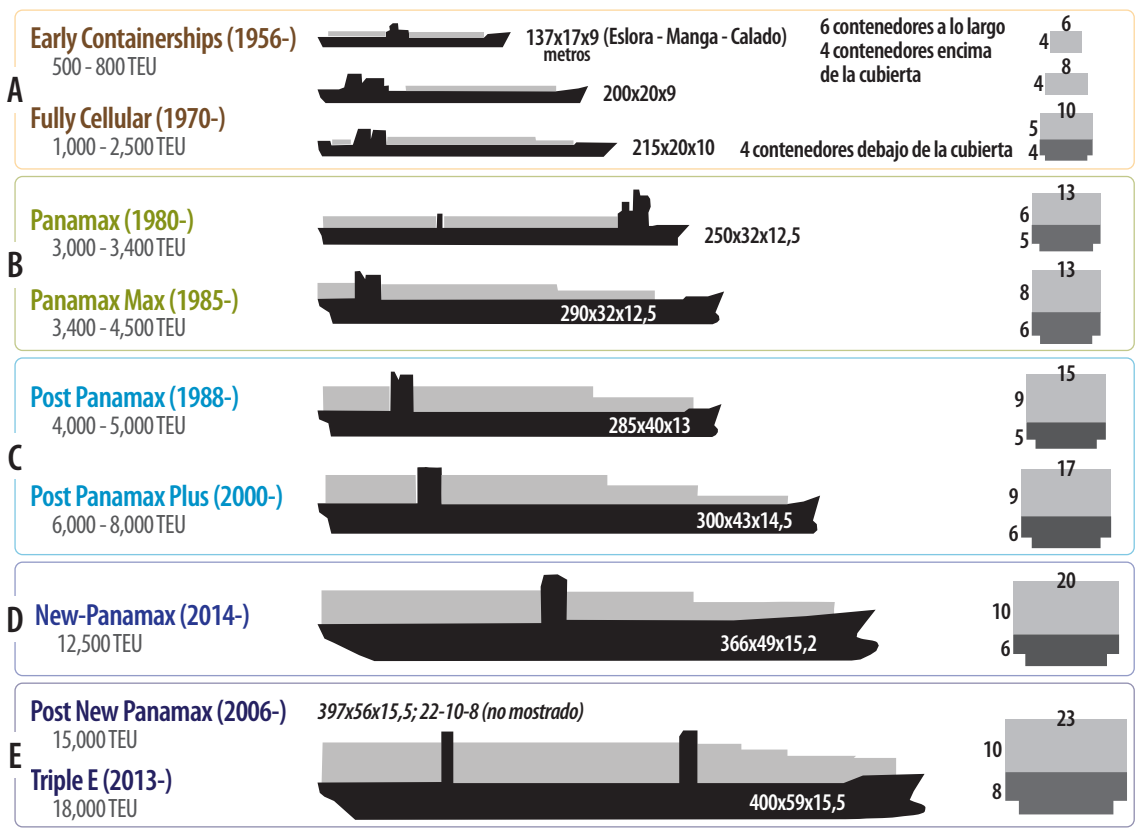 A
Early Containerships (1956-)
500 - 800 TEU
137x17x9 (Eslora - Manga - Calado)
metros
6 contenedores a lo largo
4 contenedores encima
de la cubierta
6
4
200x20x9
8
4
Fully Cellular (1970-)
1,000 - 2,500 TEU
215x20x10
4 contenedores debajo de la cubierta
10
5
4
B
Panamax (1980-)
3,000 - 3,400 TEU
250x32x12,5
13
6
5
Panamax Max (1985-)
3,400 - 4,500 TEU
290x32x12,5
13
8
6
C
Post Panamax (1988-)
4,000 - 5,000 TEU
285x40x13
15
9
5
Post Panamax Plus (2000-)
6,000 - 8,000 TEU
300x43x14,5
17
9
6
D
New-Panamax (2014-)
12,500 TEU
366x49x15,2
20
10
6
E
Post New Panamax (2006-)
15,000 TEU
397x56x15,5; 22-10-8 (no mostrado)
Triple E (2013-)
18,000 TEU
400x59x15,5
23
10
8